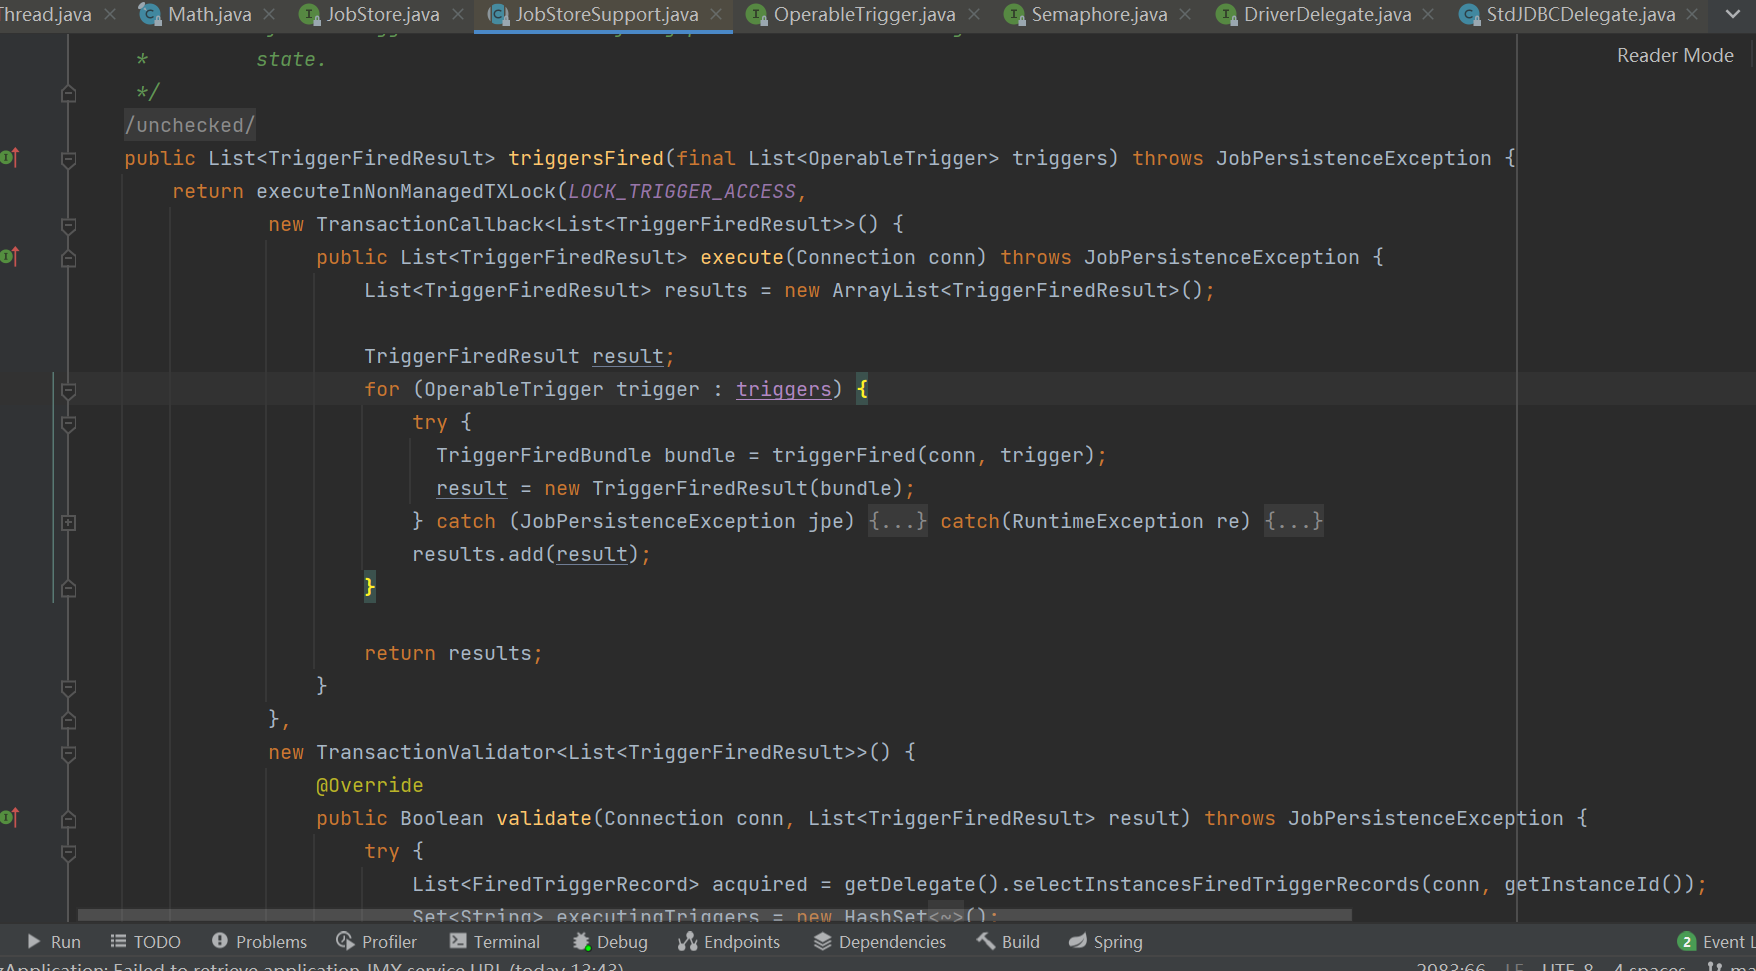 Thread.java Math.java JobStore.java JobStoreSupport.java OperableTrigger.java Semaphore.java DriverDelegate.java StdJDBCDelegate.java
Reader Mode
* state.
*/
/unchecked/
public List<TriggerFiredResult> triggersFired(final List<OperableTrigger> triggers) throws JobPersistenceException {
return executeInNonManagedTXLock(LOCK_TRIGGER_ACCESS,
new TransactionCallback<List<TriggerFiredResult>>() {
public List<TriggerFiredResult> execute(Connection conn) throws JobPersistenceException {
List<TriggerFiredResult> results = new ArrayList<TriggerFiredResult>();
TriggerFiredResult result;
for (OperableTrigger trigger : triggers) {
try {
TriggerFiredBundle bundle = triggerFired(conn, trigger);
result = new TriggerFiredResult(bundle);
} catch (JobPersistenceException jpe) {...} catch(RuntimeException re) {...}
results.add(result);
}
return results;
}
},
new TransactionValidator<List<TriggerFiredResult>>() {
@Override
public Boolean validate(Connection conn, List<TriggerFiredResult> result) throws JobPersistenceException {
try {
List<FiredTriggerRecord> acquired = getDelegate().selectInstancesFiredTriggerRecords(conn, getInstanceId());
Set<String> executingTriggers = new HashSet<~>();
Run TODO Problems Profiler Terminal Debug Endpoints Dependencies Build Spring 2 Event L
Application: Failed to retrieve application JMX service URL (today 13:43) 2083:66 LF UTF-8 4 spaces